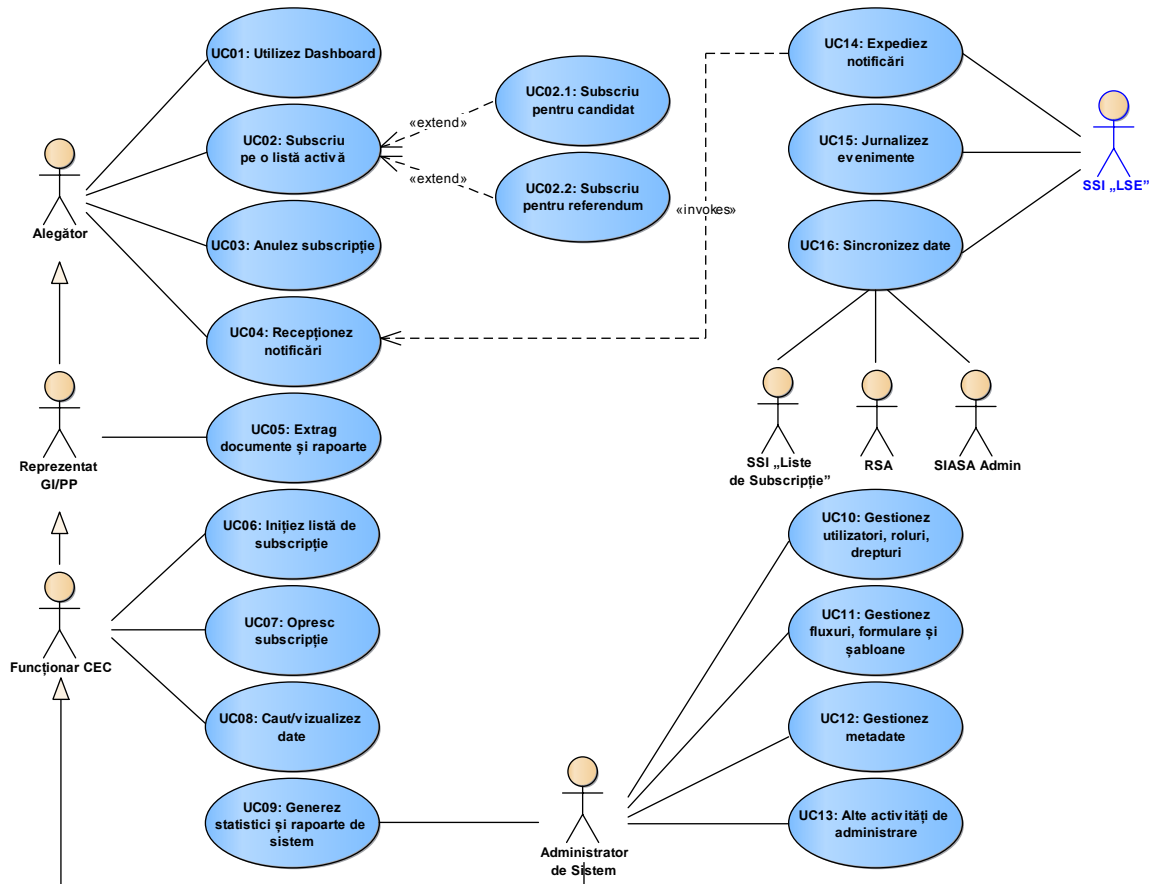 UC01: Utilizez Dashboard
UC02: Subscriu
pe o listă activă
UC02.1: Subscriu
pentru candidat
«extend»
«extend»
UC02.2: Subscriu
pentru referendum
UC03: Anulez subscripție
UC04: Recepționez
notificări
Alegător
«invokes»
UC14: Expediez
notificări
UC15: Jurnalizez
evenimente
UC16: Sincronizez date
SSI „LSE”
SSI „Liste
de Subscripție”
RSA
SIASA Admin
UC05: Extrag
documente și rapoarte
Reprezentat
GI/PP
UC06: Inițiez listă de
subscripție
UC07: Opresc
subscripție
UC08: Caut/vizualizez
date
Funcționar CEC
UC09: Generez
statistici și rapoarte de
sistem
Administrator
de Sistem
UC10: Gestionez
utilizatori, roluri,
drepturi
UC11: Gestionez
fluxuri, formulare și
șabloane
UC12: Gestionez
metadate
UC13: Alte activități de
administrare